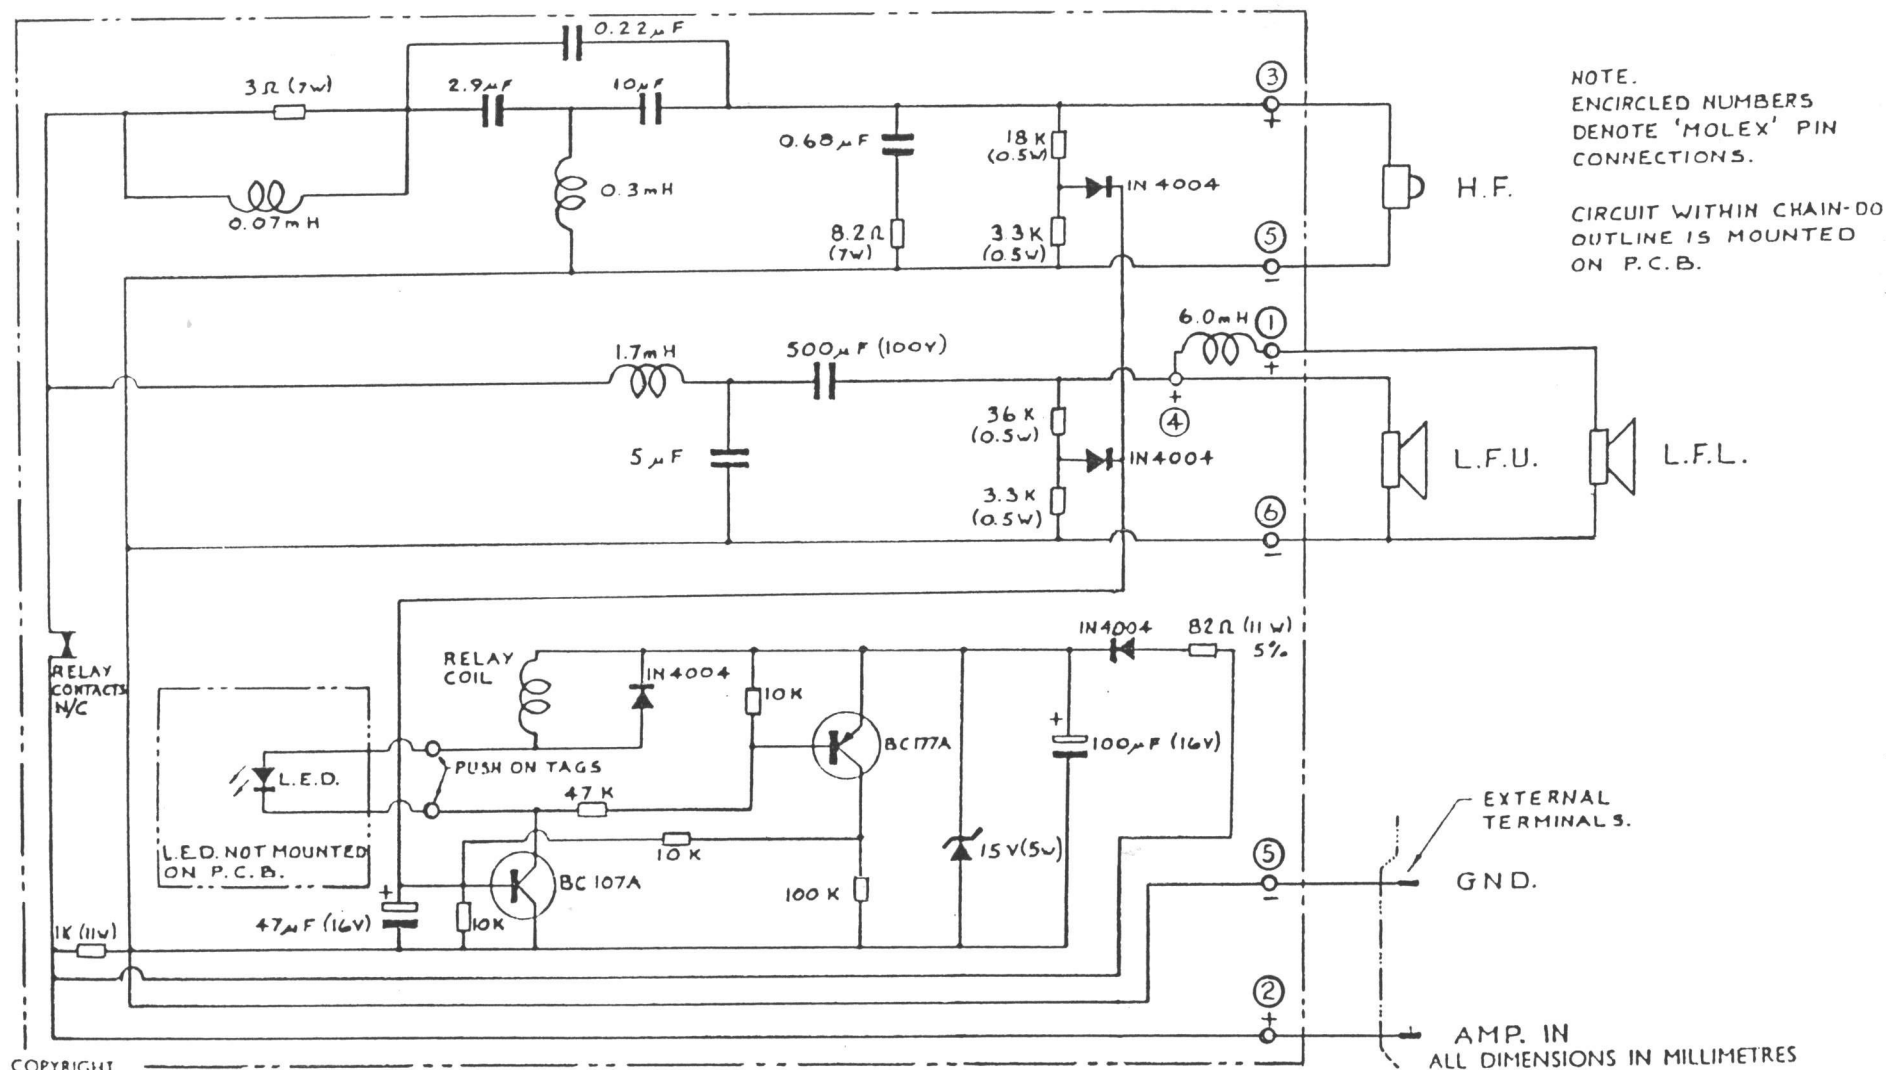 0.22μF
3Ω (7W)
2.9μF
10μF
0.07mH
0.3mH
0.68μF
8.2Ω
(7W)
18K
(0.5W)
3.3K
(0.5W)
IN 4004
③
+
⑤
−
H.F.
NOTE.
ENCIRCLED NUMBERS
DENOTE 'MOLEX' PIN
CONNECTIONS.
CIRCUIT WITHIN CHAIN-DO
OUTLINE IS MOUNTED
ON P.C.B.
1.7mH
500μF (100V)
5μF
36K
(0.5W)
3.3K
(0.5W)
IN 4004
6.0mH
①
+
+
④
⑥
−
L.F.U.
L.F.L.
RELAY
CONTACTS
N/C
RELAY
COIL
IN 4004
10K
BC177A
IN4004
82Ω (11W)
5%
+
100μF (16V)
L.E.D.
PUSH ON TAGS
47K
10K
L.E.D. NOT MOUNTED
ON P.C.B.
BC107A
15V(5W)
100K
+
47μF (16V)
10K
1K (11W)
EXTERNAL
TERMINALS.
⑤
−
GND.
②
+
AMP. IN
ALL DIMENSIONS IN MILLIMETRES
COPYRIGHT